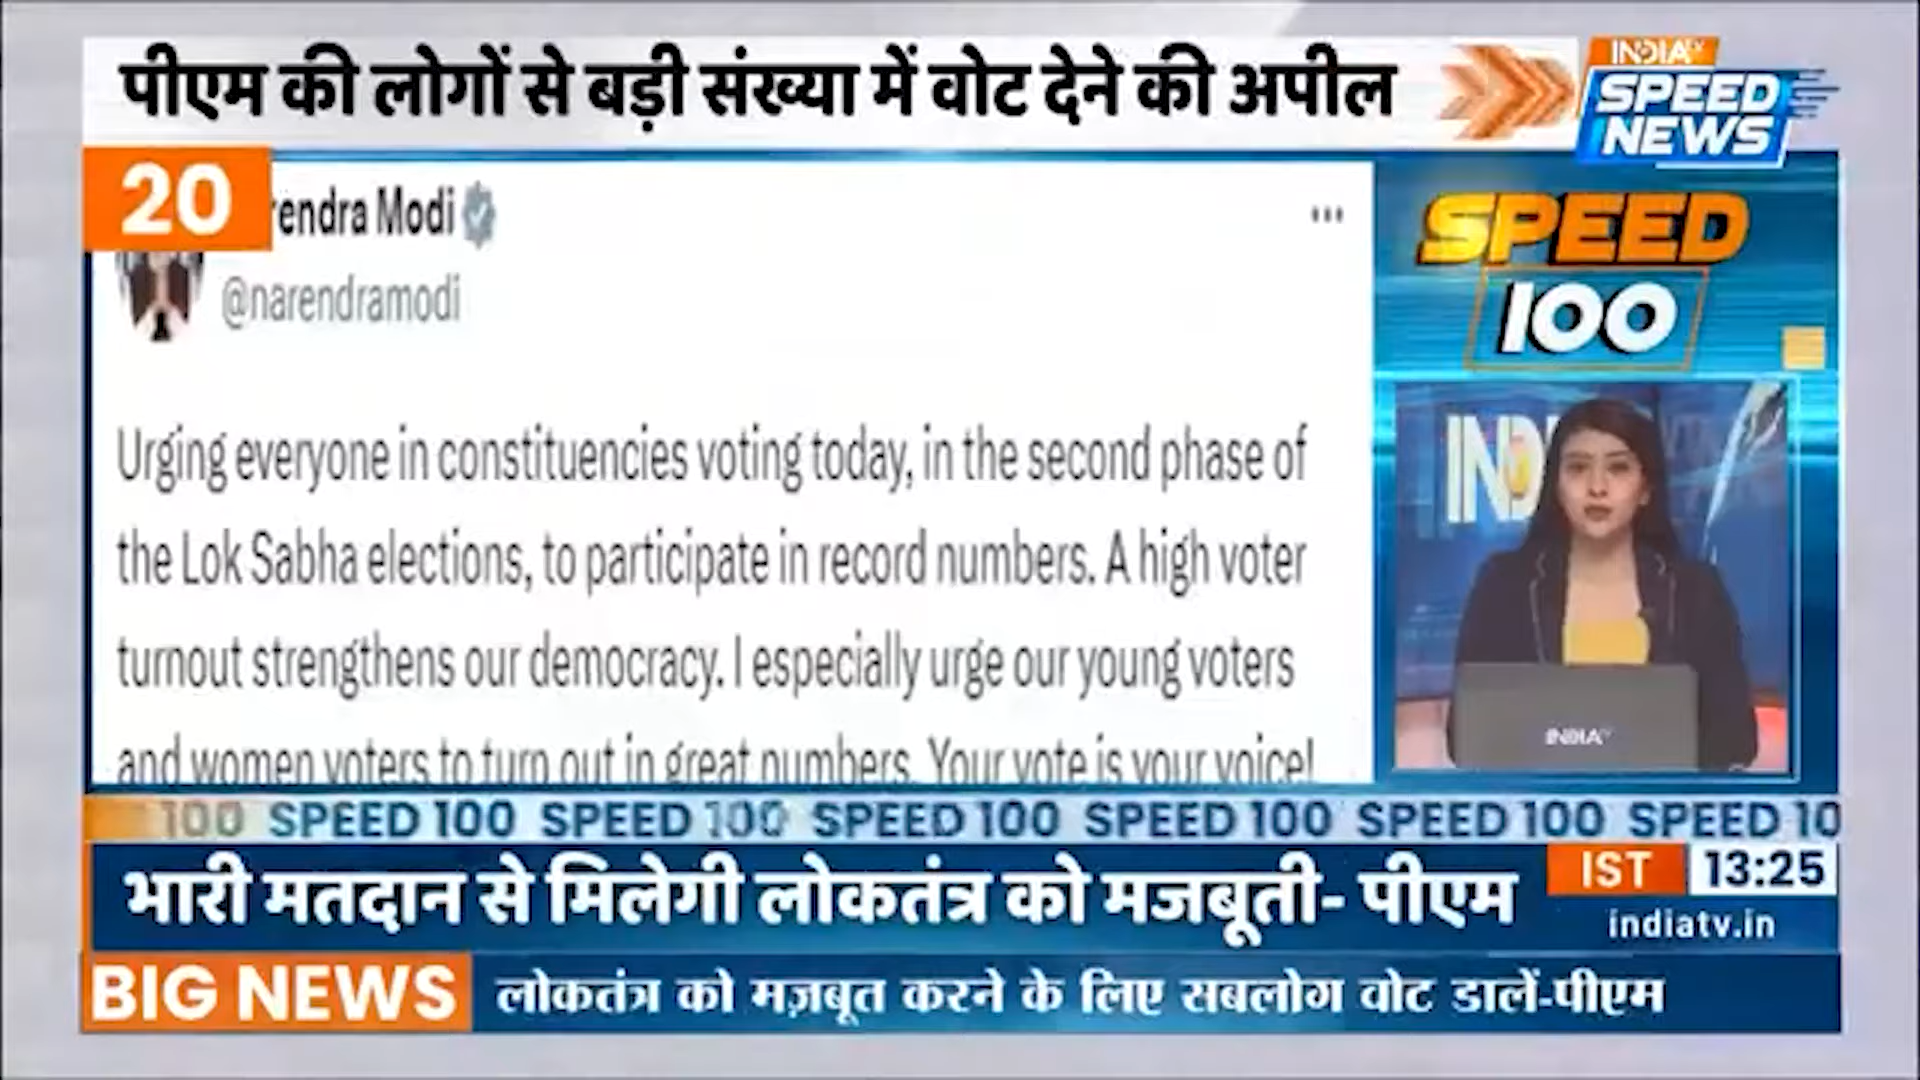 पीएम की लोगों से बड़ी संख्या में वोट देने की अपील
INDIA TV
SPEED
NEWS
20
rendra Modi
@narendramodi
SPEED
100
Urging everyone in constituencies voting today, in the second phase of
the Lok Sabha elections, to participate in record numbers. A high voter
turnout strengthens our democracy. I especially urge our young voters
and women voters to turn out in great numbers. Your vote is your voice!
IND
INDIA TV
100 SPEED 100 SPEED 100 SPEED 100 SPEED 100 SPEED 100 SPEED 10
भारी मतदान से मिलेगी लोकतंत्र को मजबूती- पीएम
IST 13:25
indiatv.in
BIG NEWS लोकतंत्र को मज़बूत करने के लिए सबलोग वोट डालें-पीएम